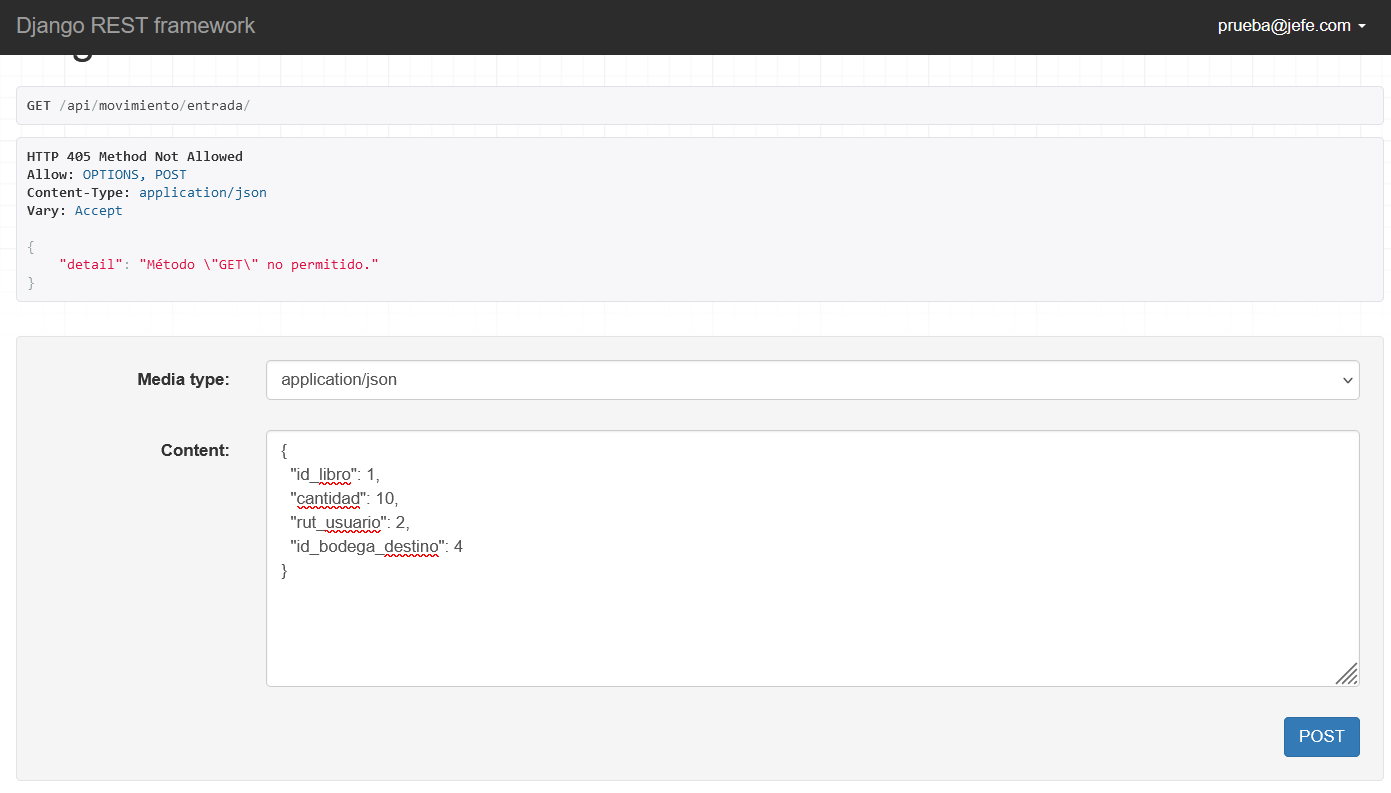 Django REST framework
prueba@jefe.com
GET /api/movimiento/entrada/
HTTP 405 Method Not Allowed
Allow: OPTIONS, POST
Content-Type: application/json
Vary: Accept
{
    "detail": "Método \"GET\" no permitido."
}
Media type:
application/json
Content:
{
  "id_libro": 1,
  "cantidad": 10,
  "rut_usuario": 2,
  "id_bodega_destino": 4
}
POST